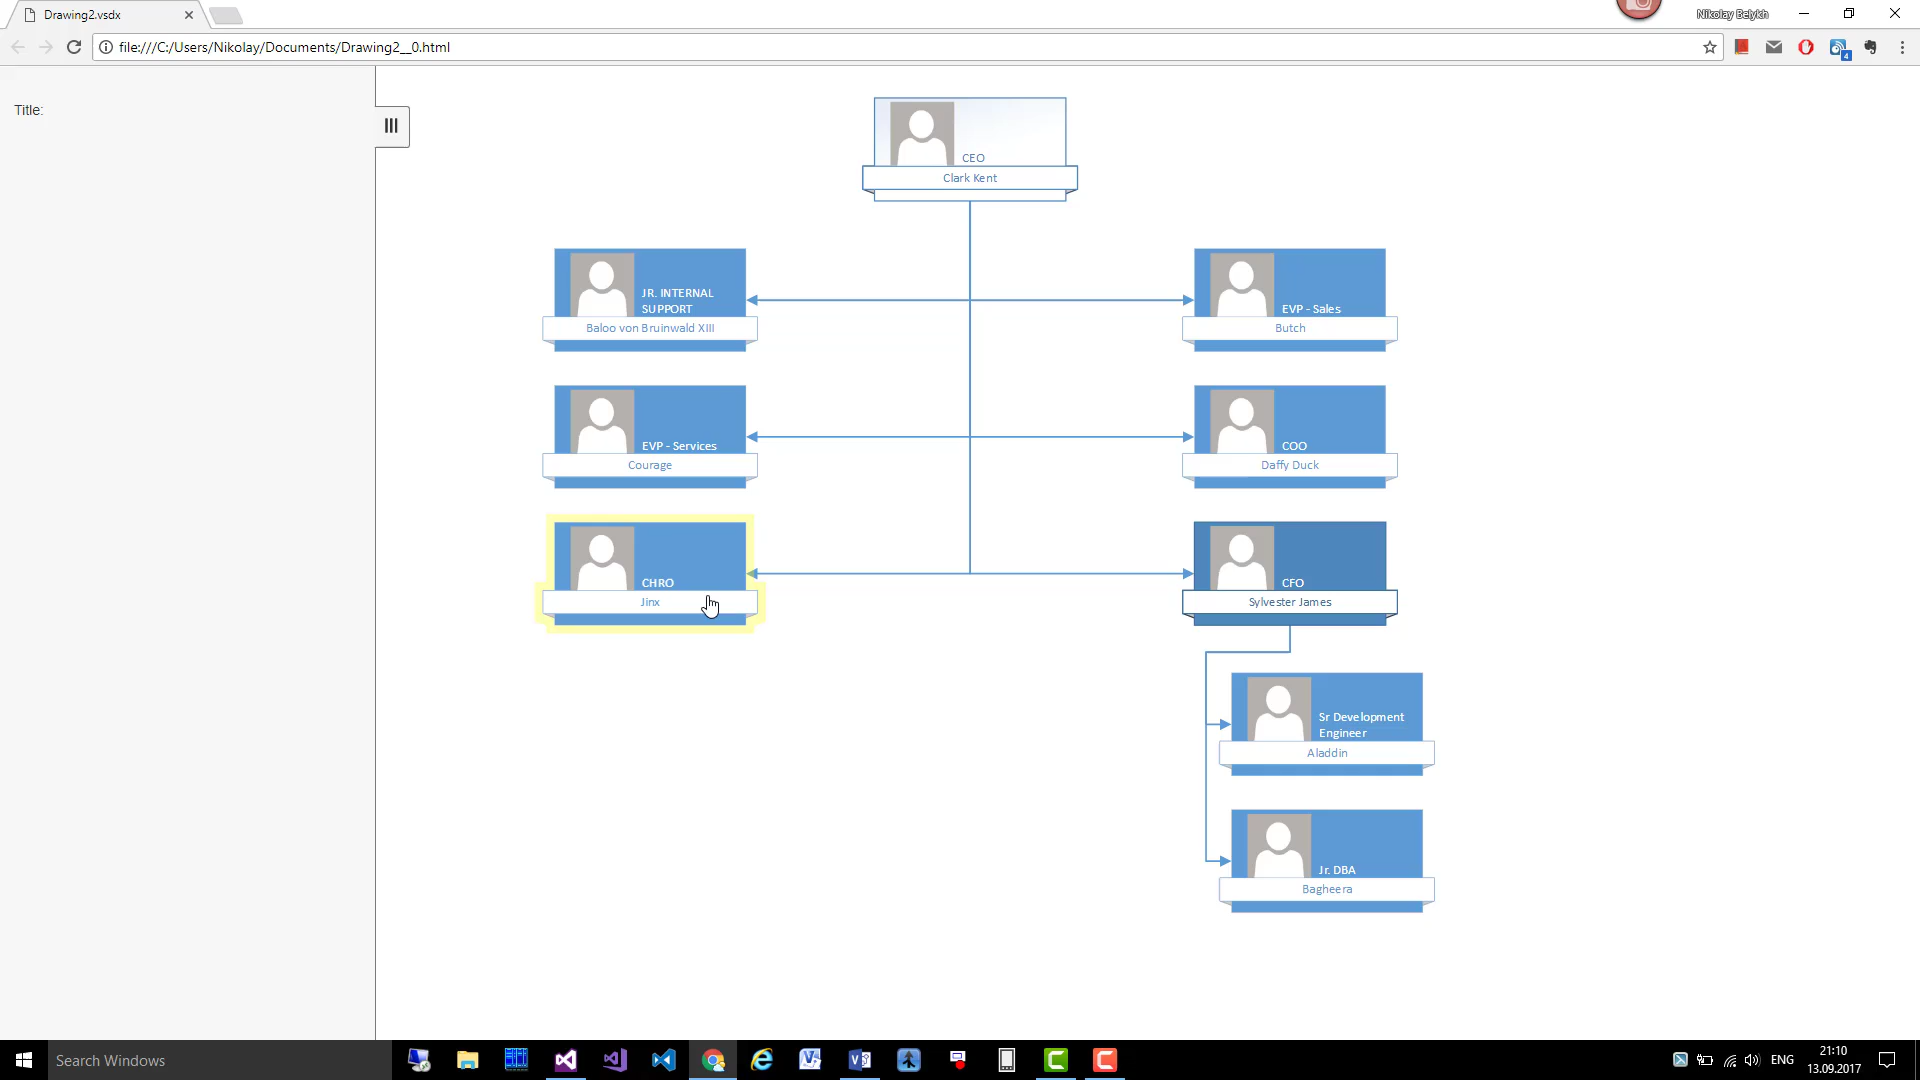 Drawing2.vsdx
Nikolay Belykh
file:///C:/Users/Nikolay/Documents/Drawing2__0.html
4
Title:
CEO
Clark Kent
JR. INTERNAL
SUPPORT
Baloo von Bruinwald XIII
EVP - Sales
Butch
EVP - Services
Courage
COO
Daffy Duck
CHRO
Jinx
CFO
Sylvester James
Sr Development
Engineer
Aladdin
Jr. DBA
Bagheera
Search Windows
ENG
21:10
13.09.2017